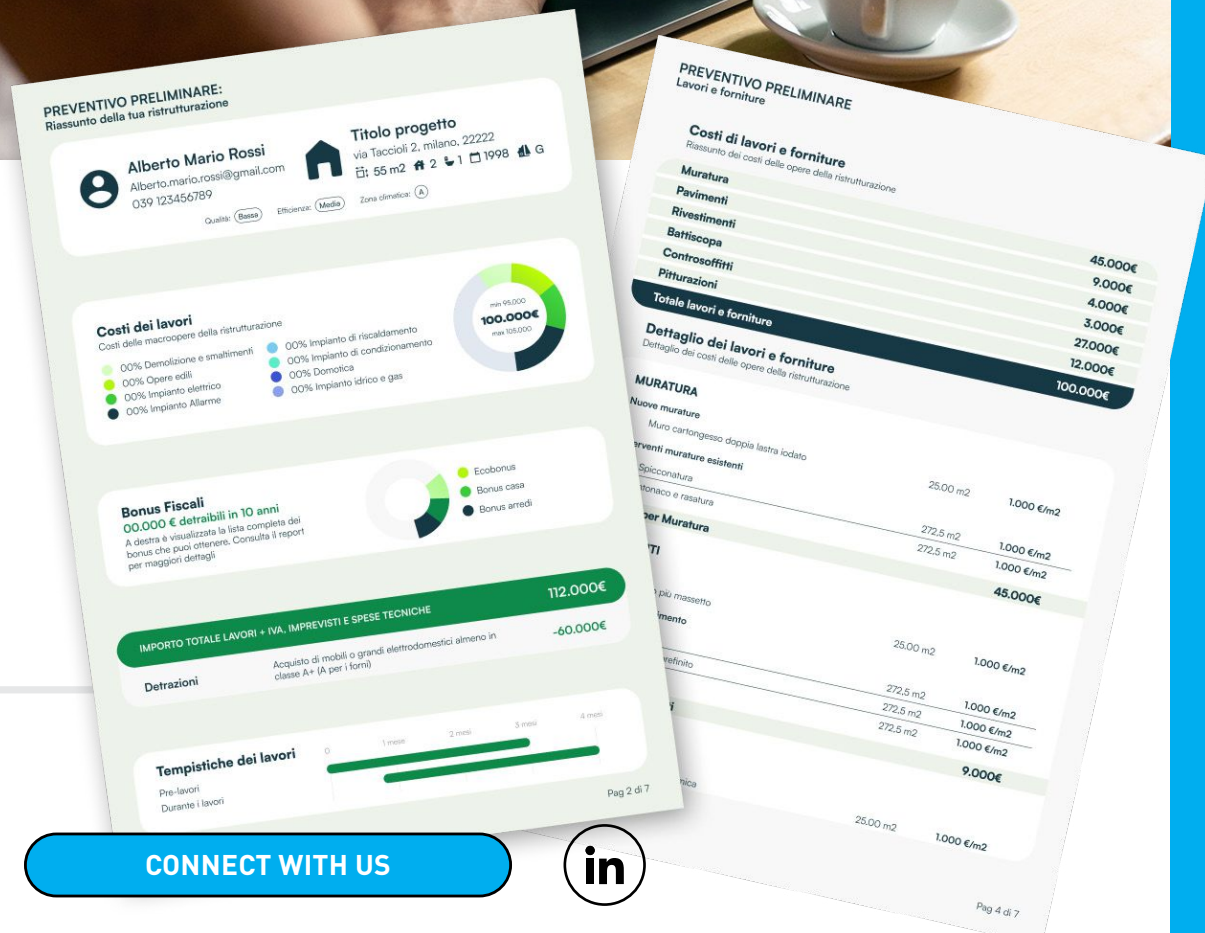 PREVENTIVO PRELIMINARE:
Riassunto della tua ristrutturazione
Alberto Mario Rossi
Alberto.mario.rossi@gmail.com
039 123456789
Titolo progetto
via Taccioli 2, milano, 22222
55 m2 2 1 1998 G
Qualità: Bassa Efficienza: Media Zona climatica: A
Costi dei lavori
Costi delle macroopere della ristrutturazione
00% Demolizione e smaltimenti
00% Opere edili
00% Impianto elettrico
00% Impianto Allarme
00% Impianto di riscaldamento
00% Impianto di condizionamento
00% Domotica
00% Impianto idrico e gas
min 95.000
100.000€
max 105.000
Bonus Fiscali
00.000 € detraibili in 10 anni
A destra è visualizzata la lista completa dei
bonus che puoi ottenere. Consulta il report
per maggiori dettagli
Ecobonus
Bonus casa
Bonus arredi
IMPORTO TOTALE LAVORI + IVA, IMPREVISTI E SPESE TECNICHE 112.000€
Detrazioni
Acquisto di mobili o grandi elettrodomestici almeno in
classe A+ (A per i forni)
-60.000€
Tempistiche dei lavori
0 1 mese 2 mesi 3 mesi 4 mesi
Pre-lavori
Durante i lavori
Pag 2 di 7
PREVENTIVO PRELIMINARE
Lavori e forniture
Costi di lavori e forniture
Riassunto dei costi delle opere della ristrutturazione
Muratura 45.000€
Pavimenti 9.000€
Rivestimenti 4.000€
Battiscopa 3.000€
Controsoffitti 27.000€
Pitturazioni 12.000€
Totale lavori e forniture 100.000€
Dettaglio dei lavori e forniture
Dettaglio dei costi delle opere della ristrutturazione
MURATURA
Nuove murature
Muro cartongesso doppia lastra iodato 25.00 m2 1.000 €/m2
erventi murature esistenti
Spicconatura 272,5 m2 1.000 €/m2
tonaco e rasatura 272,5 m2 1.000 €/m2
per Muratura 45.000€
TI
più massetto 25.00 m2 1.000 €/m2
imento
272,5 m2 1.000 €/m2
refinito 272,5 m2 1.000 €/m2
272,5 m2 1.000 €/m2
i 9.000€
mica 25.00 m2 1.000 €/m2
Pag 4 di 7
CONNECT WITH US
in